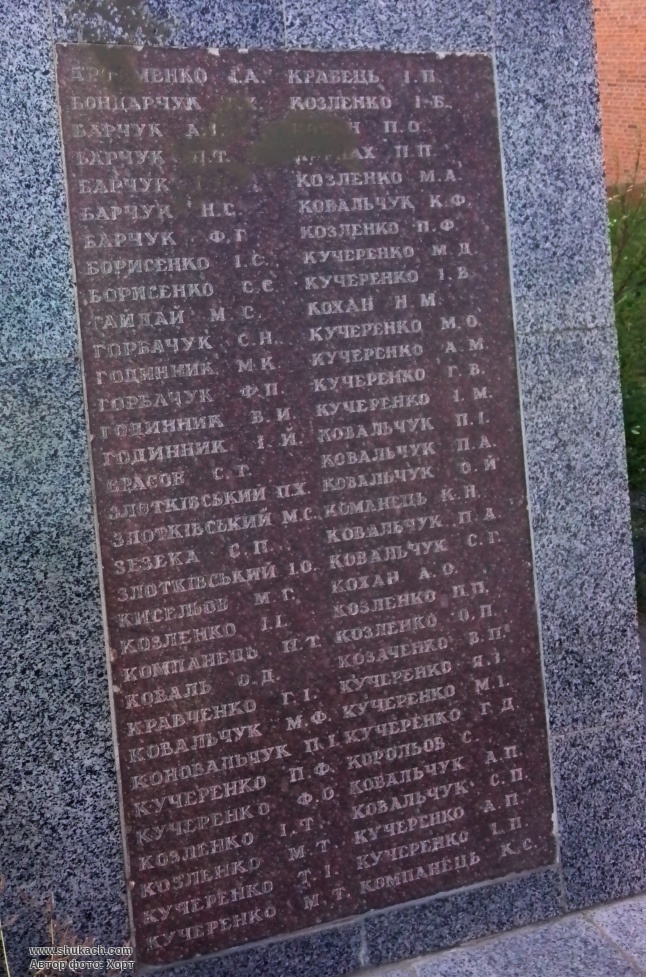 КРАВЕЦЬ І.П.
БОНДАРЧУК
КОЗЛЕНКО І.Б.
БАРЧУК А.І.
П.О.
БАРЧУК П.Т.
П.П.
БАРЧУК
КОЗЛЕНКО М.А.
БАРЧУК Н.С.
КОВАЛЬЧУК К.Ф.
БАРЧУК Ф.Г.
КОЗЛЕНКО П.Ф.
БОРИСЕНКО І.С.
КУЧЕРЕНКО М.Д.
БОРИСЕНКО С.Є.
КУЧЕРЕНКО І.В.
ГАЙДАЙ М.С.
КОХАН Н.М.
ГОРБАЧУК С.Н.
КУЧЕРЕНКО М.О.
ГОДИННИК М.К.
КУЧЕРЕНКО А.М.
ГОРБАЧУК Ф.П.
КУЧЕРЕНКО Г.В.
ГОДИННИК В.И.
КУЧЕРЕНКО І.М.
ГОДИННИК І.Й.
КОВАЛЬЧУК П.І.
С.Т.
КОВАЛЬЧУК П.А.
ЗЛОТКІВСЬКИЙ П.Х.
КОВАЛЬЧУК О.Й
ЗЛОТКІВСЬКИЙ М.С.
КОМАНЕЦЬ К.Н.
ЗЕЗЕКА С.П.
КОВАЛЬЧУК П.А.
ЗЛОТКІВСЬКИЙ І.О.
КОВАЛЬЧУК С.Г.
КИСЕЛЬОВ М.Г.
КОХАН А.О.
КОЗЛЕНКО І.І.
КОЗЛЕНКО П.П.
КОМПАНЕЦЬ П.Т.
КОЗЛЕНКО О.П.
КОВАЛЬ О.Д.
КОЗАЧЕНКО В.П.
КРАВЧЕНКО Г.І.
КУЧЕРЕНКО Я.І.
КОВАЛЬЧУК М.Ф.
КУЧЕРЕНКО М.І.
КОНОВАЛЬЧУК П.І.
КУЧЕРЕНКО Г.Д.
КУЧЕРЕНКО П.Ф.
КОРОЛЬОВ С.
КУЧЕРЕНКО Ф.О.
КОВАЛЬЧУК А.П.
КОЗЛЕНКО І.Т.
КОВАЛЬЧУК С.П.
КОЗЛЕНКО М.Т.
КУЧЕРЕНКО А.П.
КУЧЕРЕНКО Т.І.
КУЧЕРЕНКО І.П.
КУЧЕРЕНКО М.Т.
КОМПАНЕЦЬ К.С.
www.shukach.com
Автор фото: Хорт